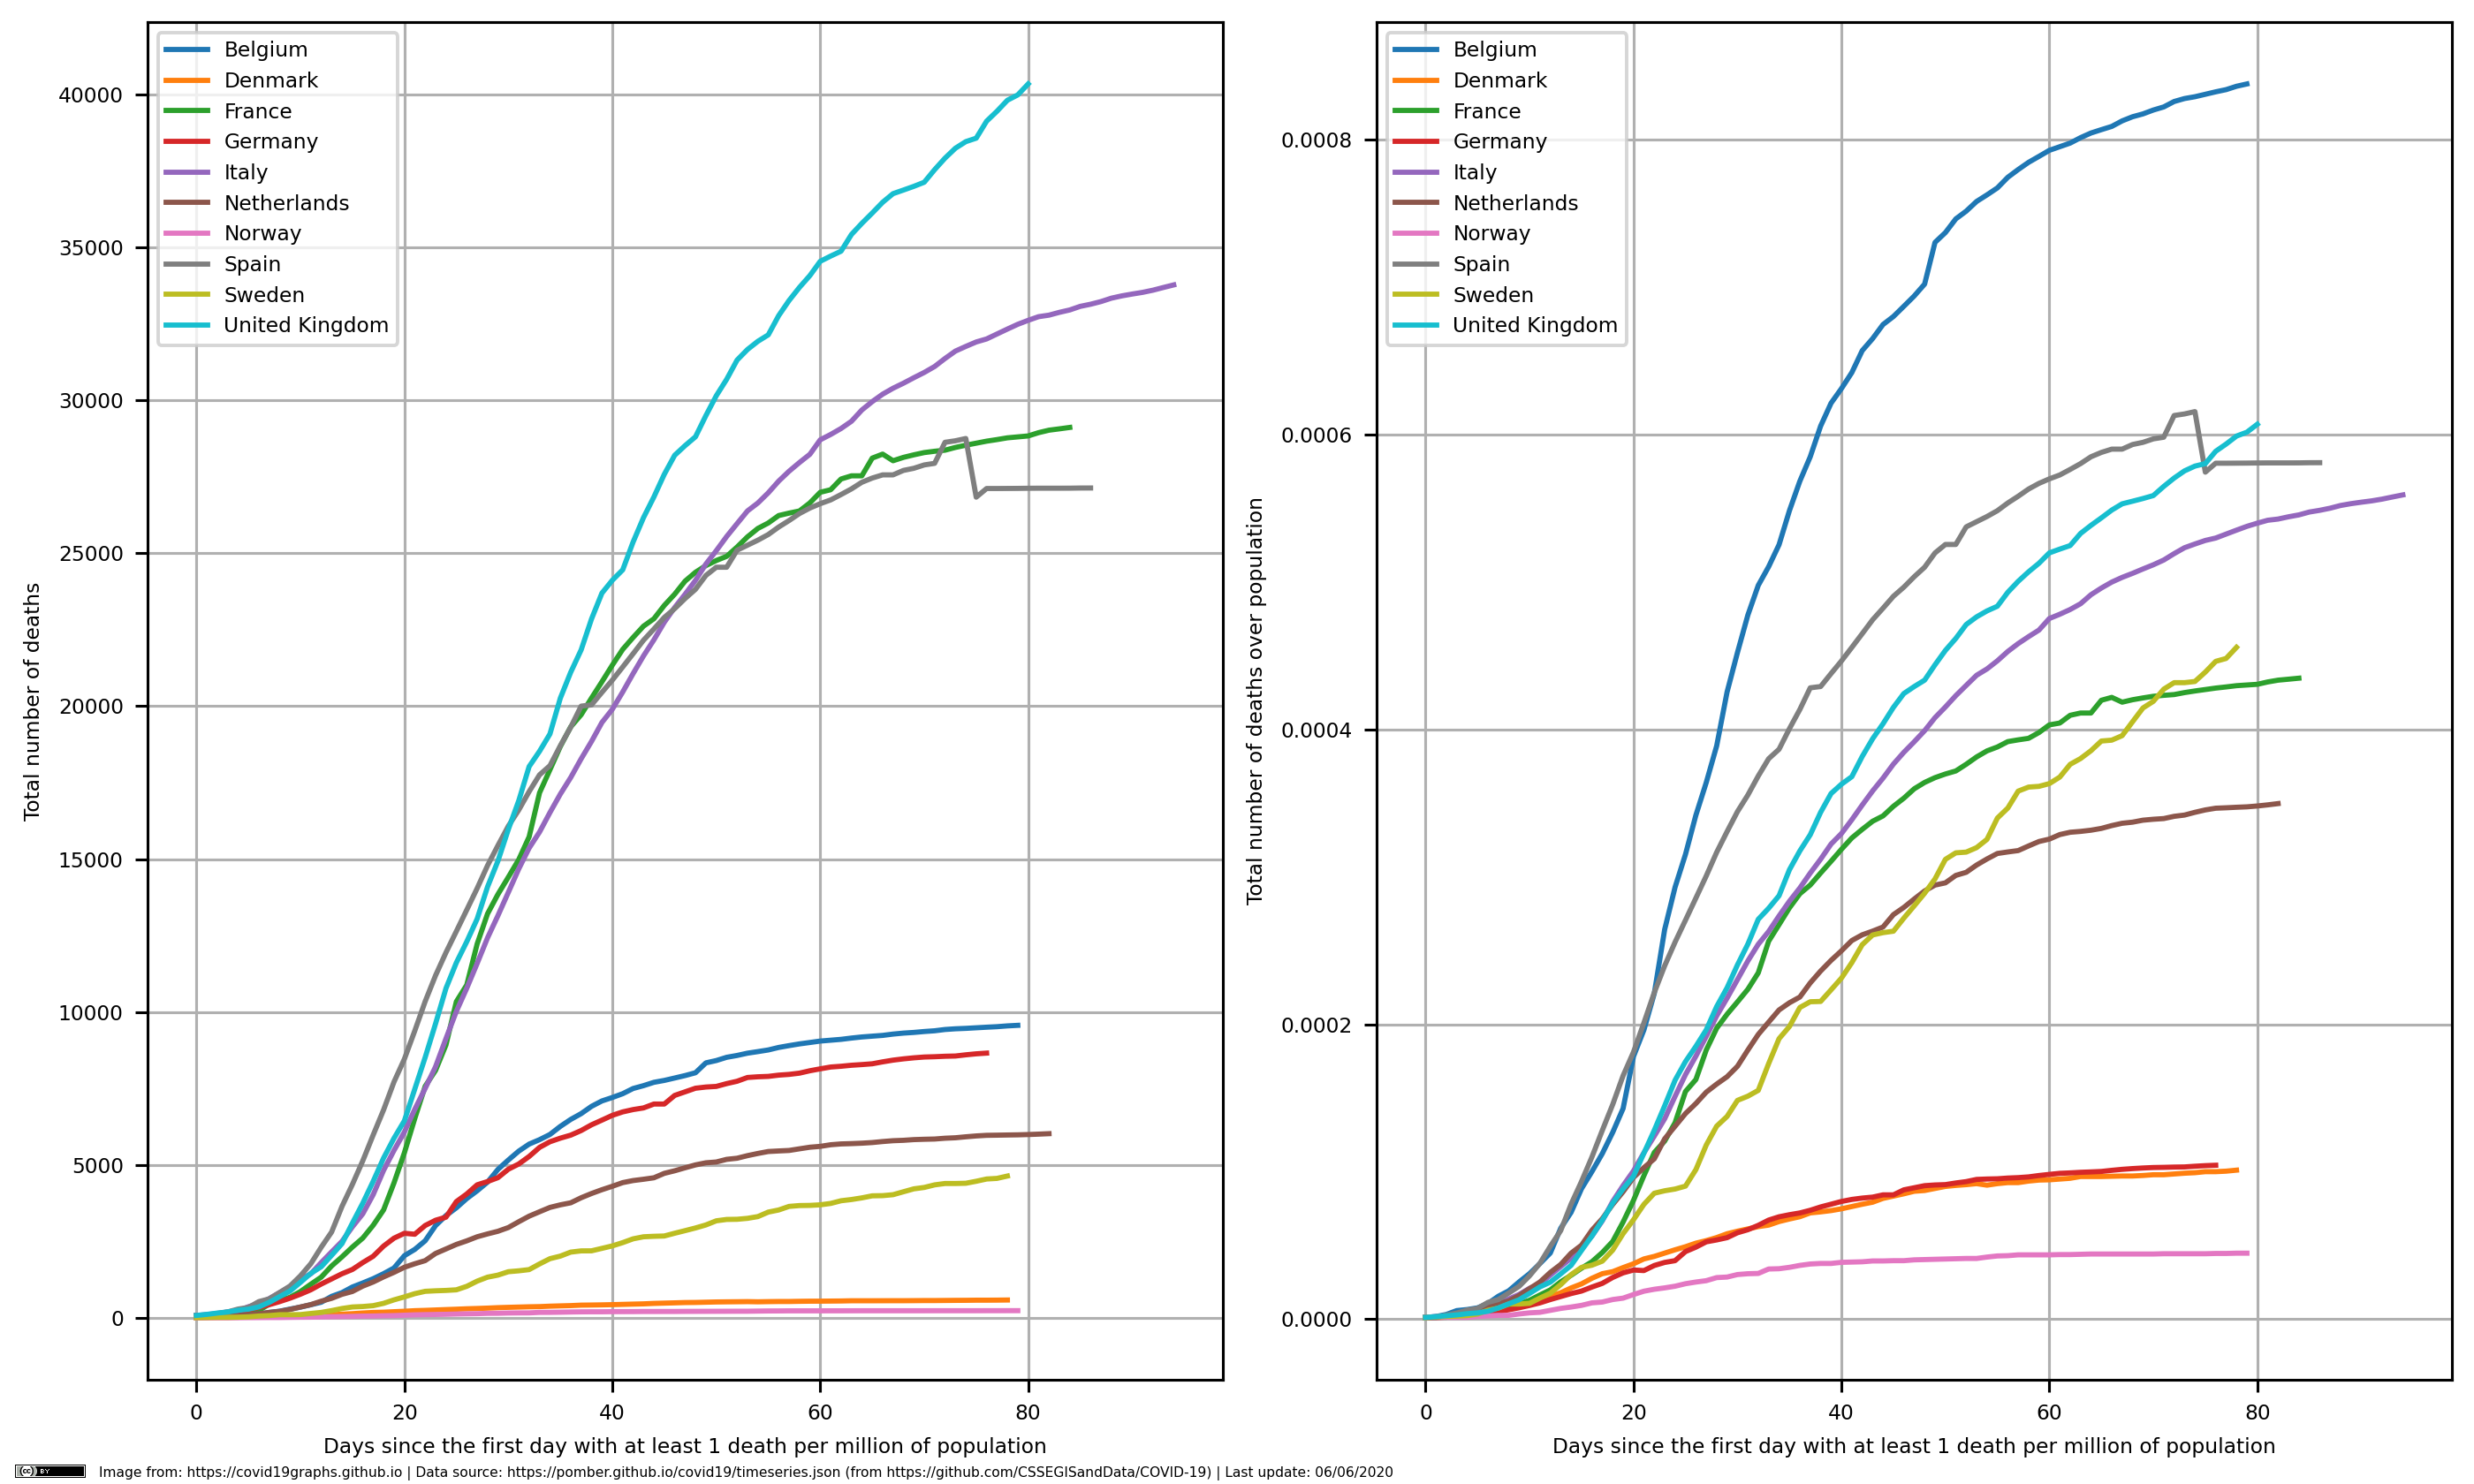 Belgium
Denmark
France
Germany
Italy
Netherlands
Norway
Spain
Sweden
United Kingdom
40000
35000
30000
25000
20000
15000
10000
5000
0
Total number of deaths
0 20 40 60 80
Days since the first day with at least 1 death per million of population
Belgium
Denmark
France
Germany
Italy
Netherlands
Norway
Spain
Sweden
United Kingdom
0.0008
0.0006
0.0004
0.0002
0.0000
Total number of deaths over population
0 20 40 60 80
Days since the first day with at least 1 death per million of population
(cc) BY
Image from: https://covid19graphs.github.io | Data source: https://pomber.github.io/covid19/timeseries.json (from https://github.com/CSSEGISandData/COVID-19) | Last update: 06/06/2020